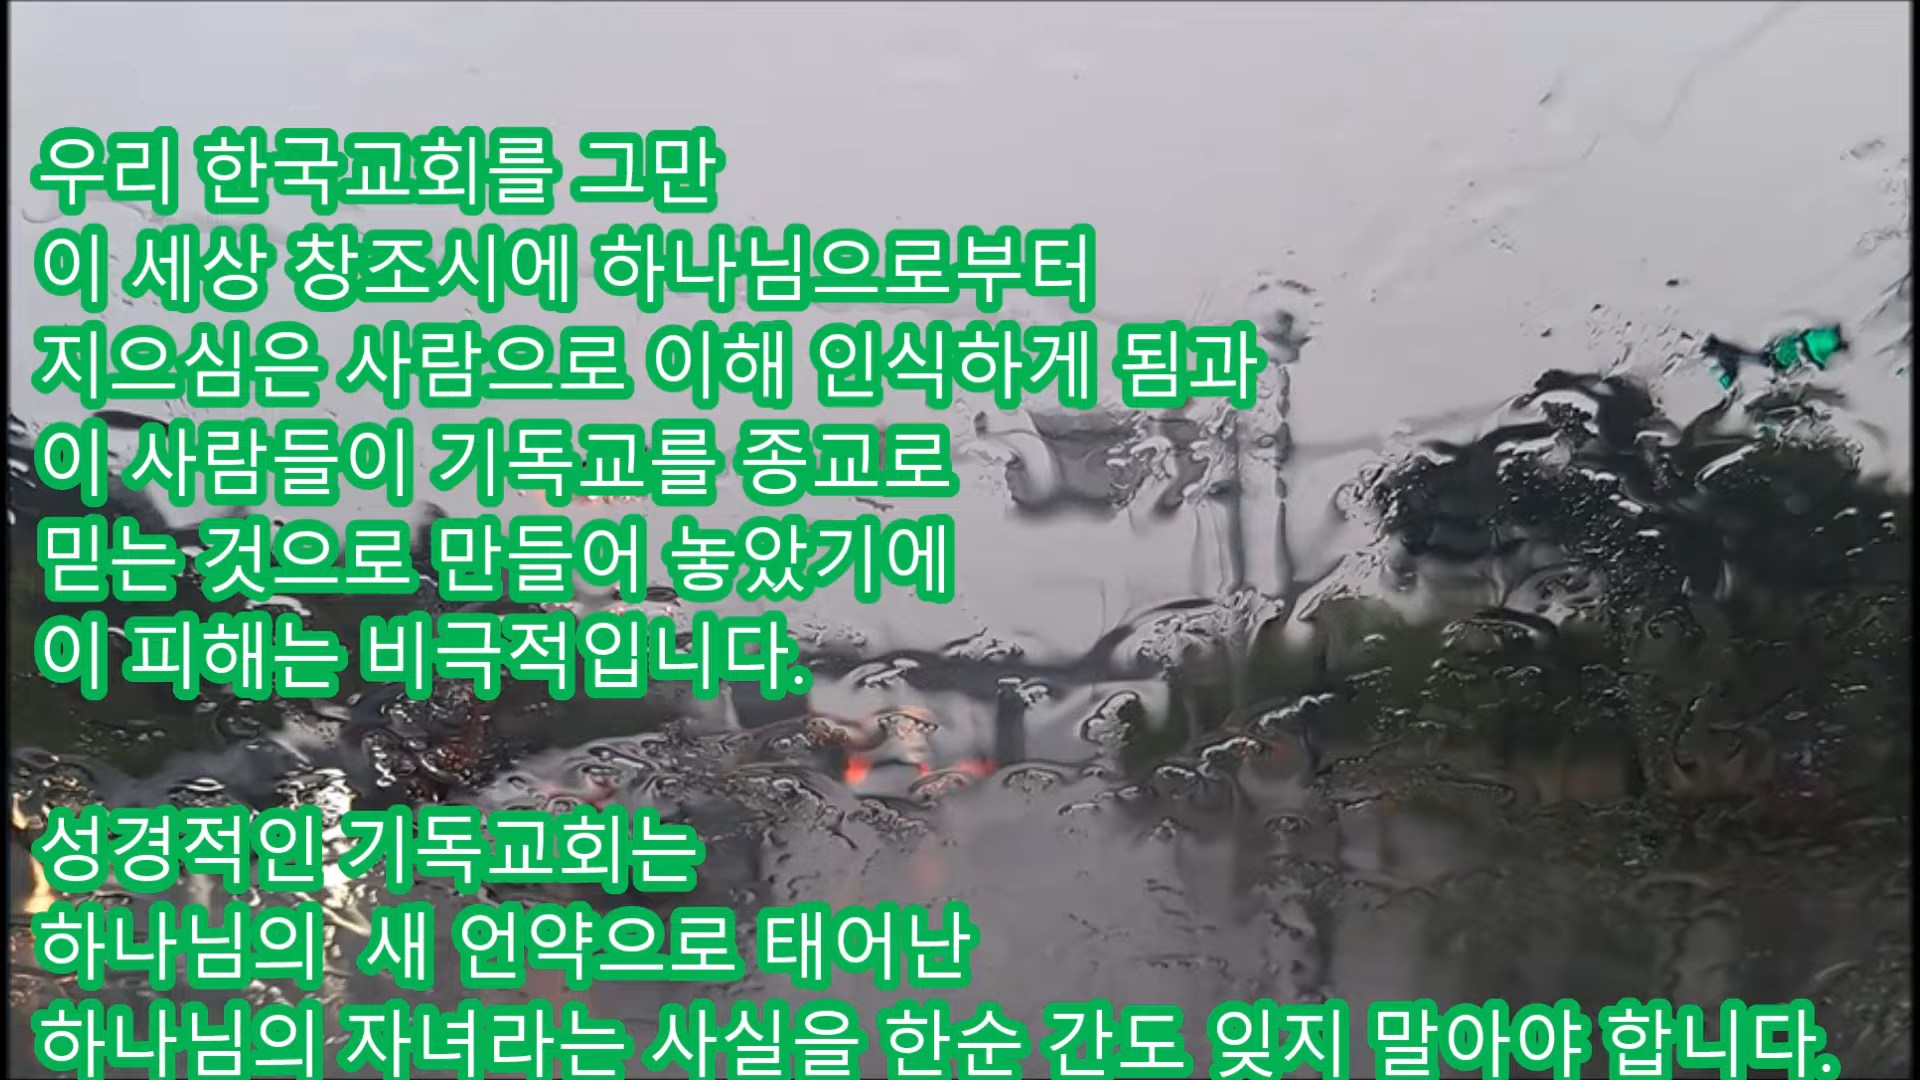 우리 한국교회를 그만
이 세상 창조시에 하나님으로부터
지으심은 사람으로 이해 인식하게 됨과
이 사람들이 기독교를 종교로
믿는 것으로 만들어 놓았기에
이 피해는 비극적입니다.
성경적인 기독교회는
하나님의 새 언약으로 태어난
하나님의 자녀라는 사실을 한순 간도 잊지 말아야 합니다.